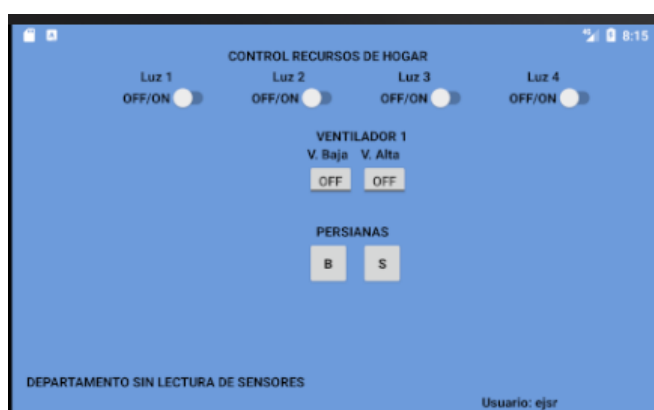 8:15
CONTROL RECURSOS DE HOGAR
Luz 1 Luz 2 Luz 3 Luz 4
OFF/ON OFF/ON OFF/ON OFF/ON
VENTILADOR 1
V. Baja V. Alta
OFF OFF
PERSIANAS
B S
DEPARTAMENTO SIN LECTURA DE SENSORES
Usuario: ejsr